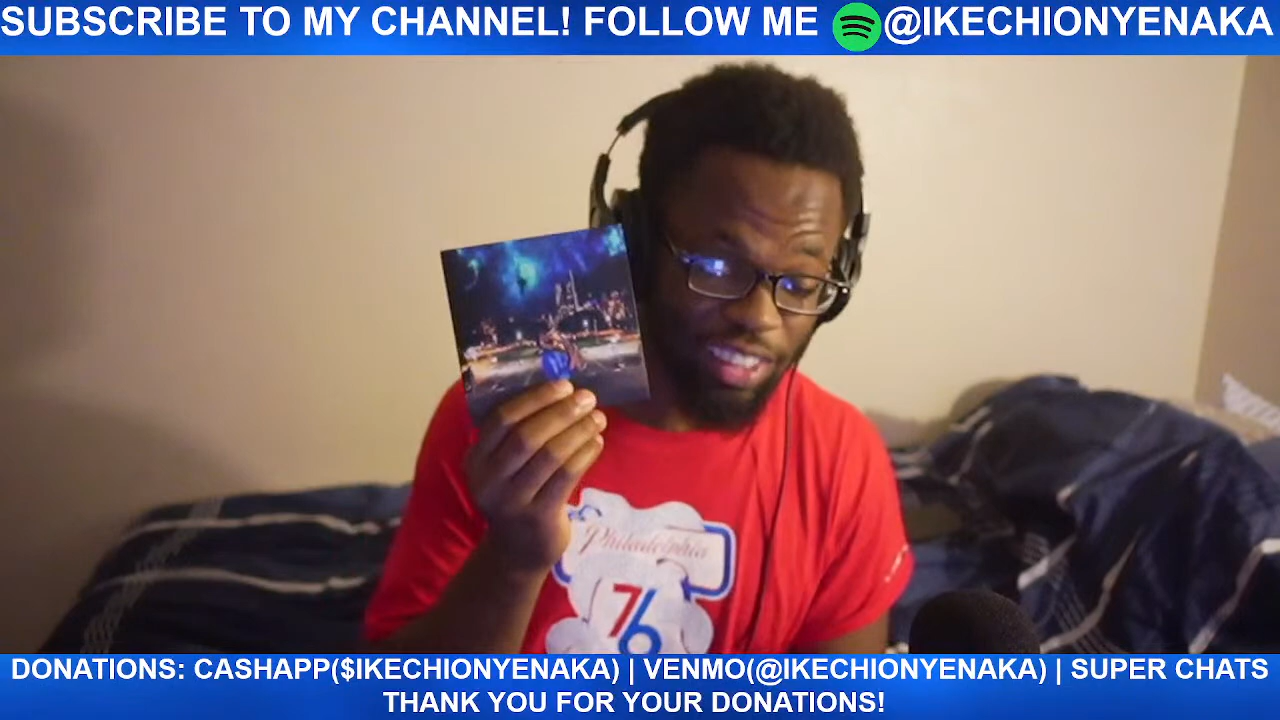 SUBSCRIBE TO MY CHANNEL! FOLLOW ME @IKECHIONYENAKA
Philadelphia
76
DONATIONS: CASHAPP($IKECHIONYENAKA) | VENMO(@IKECHIONYENAKA) | SUPER CHATS
THANK YOU FOR YOUR DONATIONS!